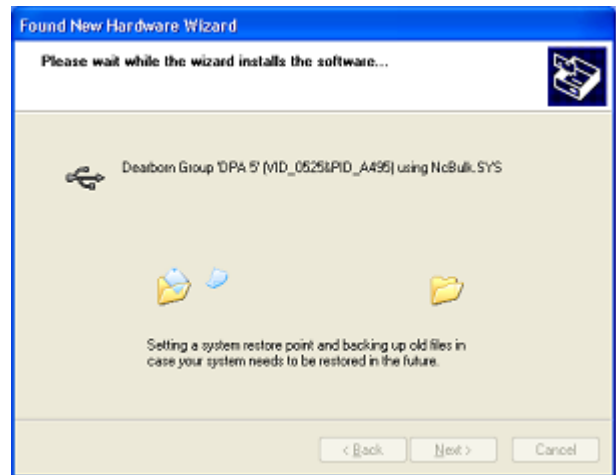 Found New Hardware Wizard
Please wait while the wizard installs the software...
Dearborn Group 'DPA 5' (VID_0525&PID_A495) using NcBulk.SYS
Setting a system restore point and backing up old files in
case your system needs to be restored in the future.
< Back Next > Cancel